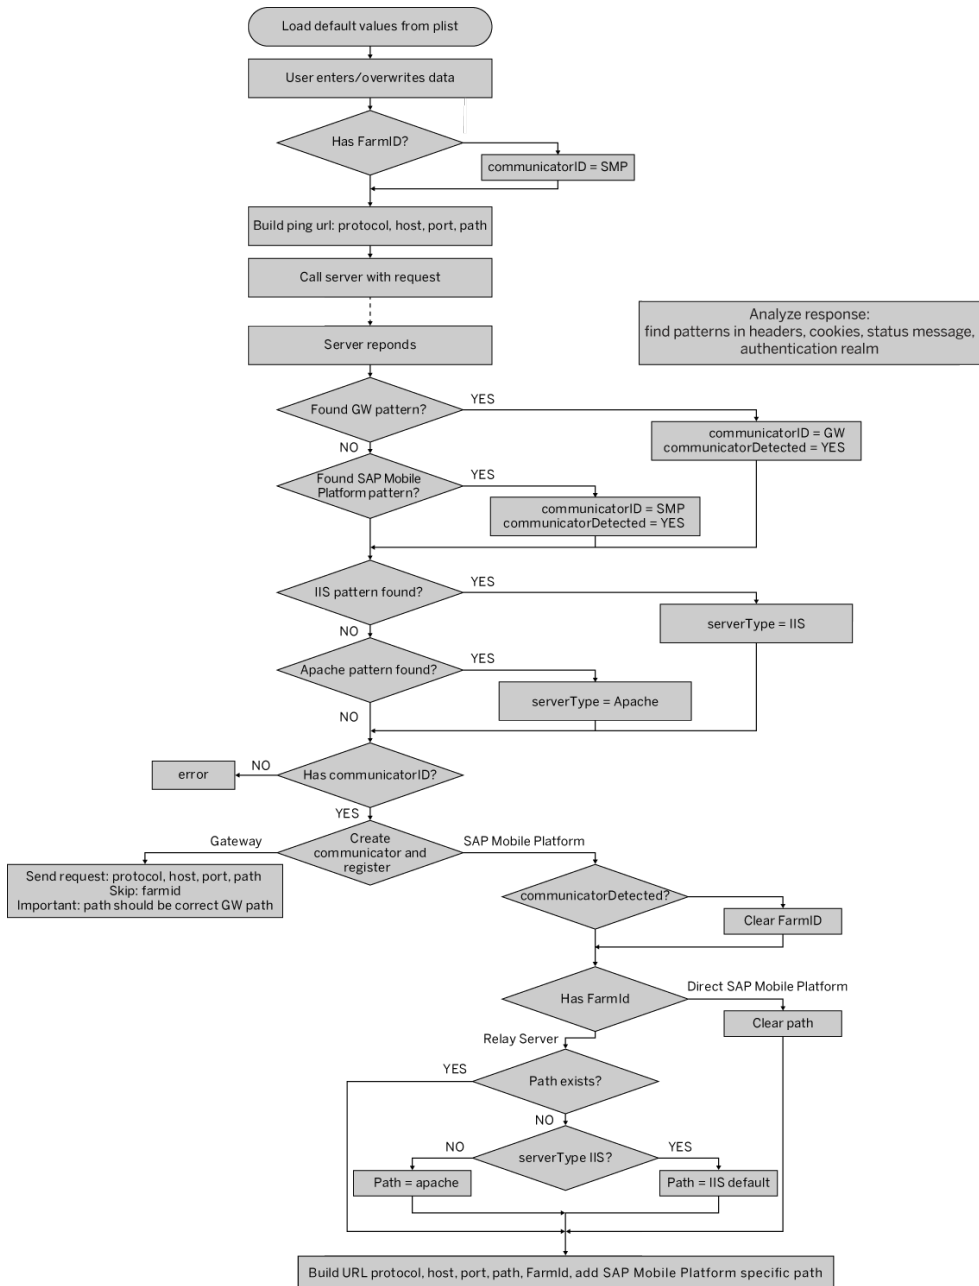 Load default values from plist
User enters/overwrites data
Has FarmID?
communicatorID = SMP
Build ping url: protocol, host, port, path
Call server with request
Analyze response:
find patterns in headers, cookies, status message,
authentication realm
Server reponds
Found GW pattern?
YES
communicatorID = GW
communicatorDetected = YES
NO
Found SAP Mobile
Platform pattern?
YES
communicatorID = SMP
communicatorDetected = YES
IIS pattern found?
YES
serverType = IIS
NO
Apache pattern found?
YES
serverType = Apache
NO
Has communicatorID?
NO
error
YES
Create
communicator and
register
Gateway
SAP Mobile Platform
Send request: protocol, host, port, path
Skip: farmid
Important: path should be correct GW path
communicatorDetected?
Clear FarmID
Has FarmId
Direct SAP Mobile Platform
Clear path
Relay Server
YES
Path exists?
NO
NO
serverType IIS?
YES
Path = apache
Path = IIS default
Build URL protocol, host, port, path, FarmId, add SAP Mobile Platform specific path